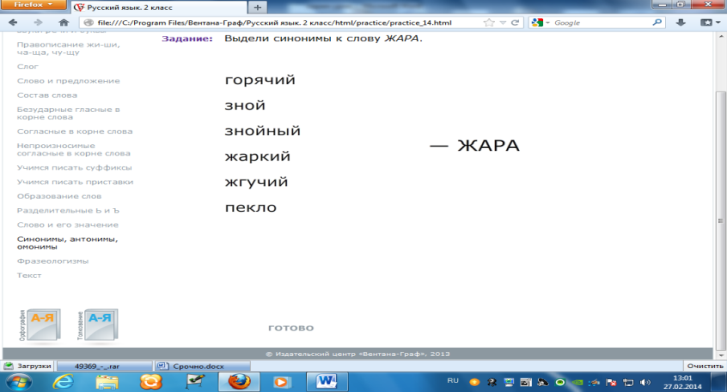 Firefox
Русский язык. 2 класс
file:///C:/Program Files/Вентана-Граф/Русский язык. 2 класс/html/practice/practice_14.html
Google
Правописание жи-ши,
ча-ща, чу-щу
Слог
Слово и предложение
Состав слова
Безударные гласные в
корне слова
Согласные в корне слова
Непроизносимые
согласные в корне слова
Учимся писать суффиксы
Учимся писать приставки
Образование слов
Разделительные Ь и Ъ
Слово и его значение
Синонимы, антонимы,
омонимы
Фразеологизмы
Текст
Задание: Выдели синонимы к слову ЖАРА.
горячий
зной
знойный
жаркий
жгучий
пекло
— ЖАРА
Орфография
А-Я
Толкование
А-Я
готово
© Издательский центр «Вентана-Граф», 2013
Загрузки
49369_-_.rar
Срочно.docx
Очистить
RU
13:01
27.02.2014